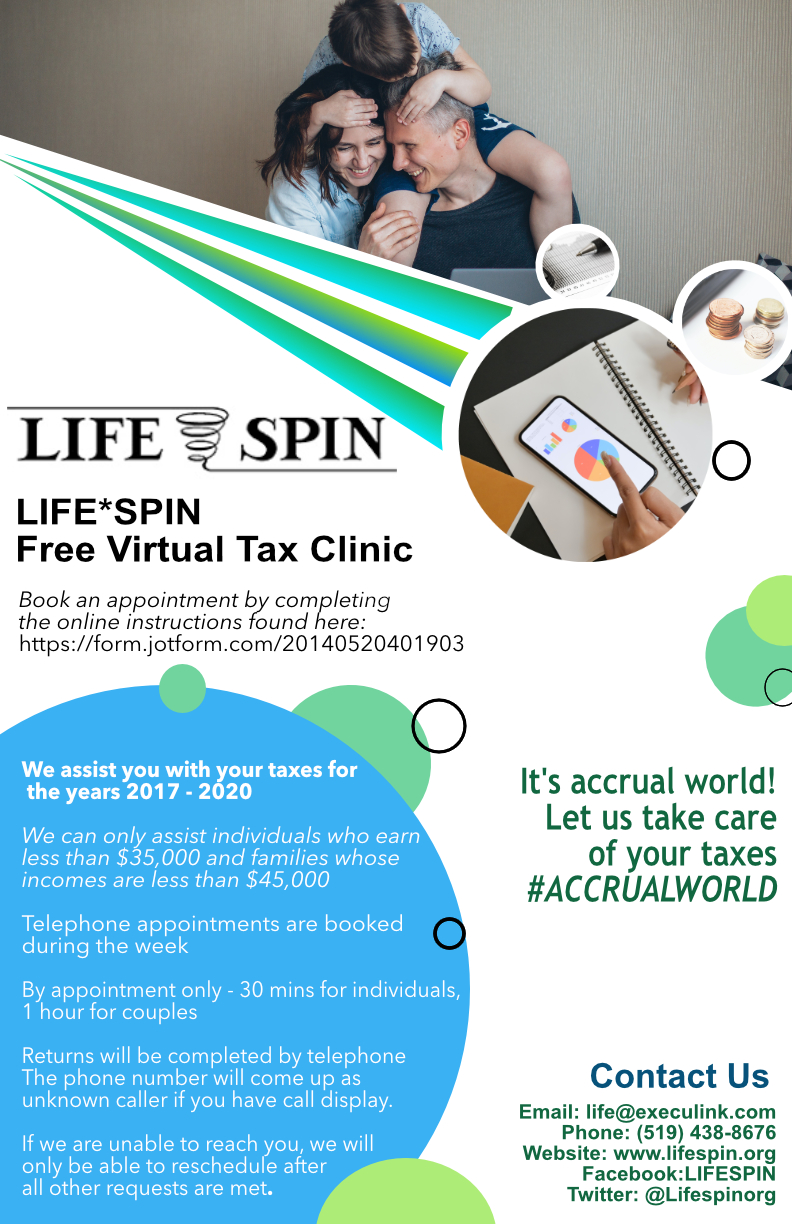 LIFE SPIN
LIFE*SPIN
Free Virtual Tax Clinic
Book an appointment by completing
the online instructions found here:
https://form.jotform.com/20140520401903
We assist you with your taxes for
the years 2017 - 2020
We can only assist individuals who earn
less than $35,000 and families whose
incomes are less than $45,000
Telephone appointments are booked
during the week
By appointment only - 30 mins for individuals,
1 hour for couples
Returns will be completed by telephone
The phone number will come up as
unknown caller if you have call display.
If we are unable to reach you, we will
only be able to reschedule after
all other requests are met.
It's accrual world!
Let us take care
of your taxes
#ACCRUALWORLD
Contact Us
Email: life@execulink.com
Phone: (519) 438-8676
Website: www.lifespin.org
Facebook:LIFESPIN
Twitter: @Lifespinorg